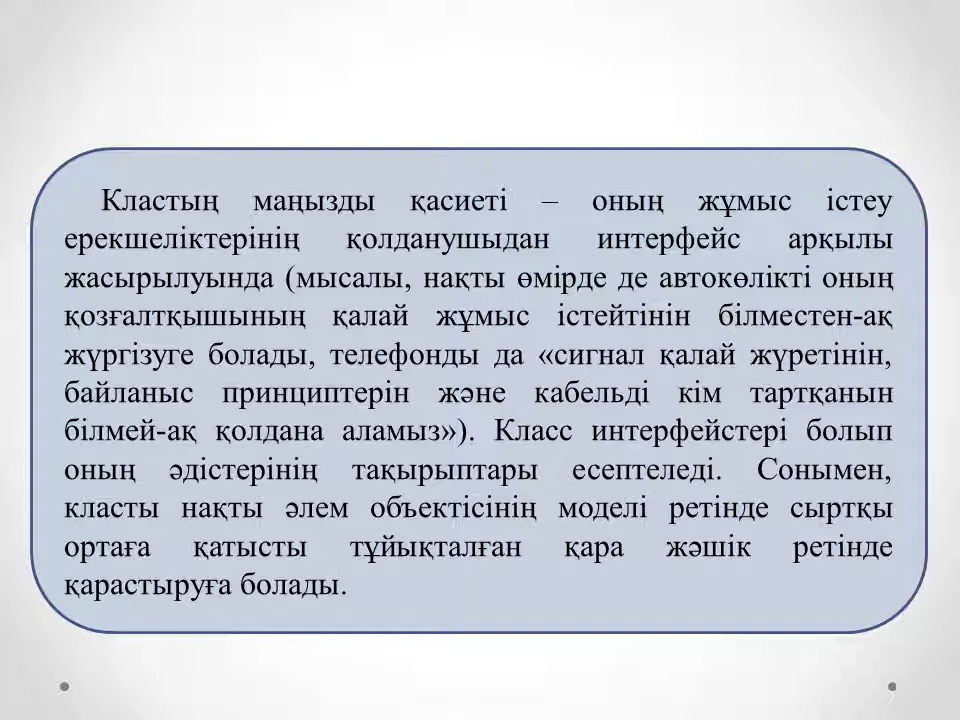 Кластың маңызды қасиеті – оның жұмыс істеу
ерекшеліктерінің қолданушыдан интерфейс арқылы
жасырылуында (мысалы, нақты өмірде де автокөлікті оның
қозғалтқышының қалай жұмыс істейтінін білместен-ақ
жүргізуге болады, телефонды да «сигнал қалай жүретінін,
байланыс принциптерін және кабельді кім тартқанын
білмей-ақ қолдана аламыз»). Класс интерфейстері болып
оның әдістерінің тақырыптары есептеледі. Сонымен,
класты нақты әлем объектісінің моделі ретінде сыртқы
ортаға қатысты тұйықталған қара жәшік ретінде
қарастыруға болады.